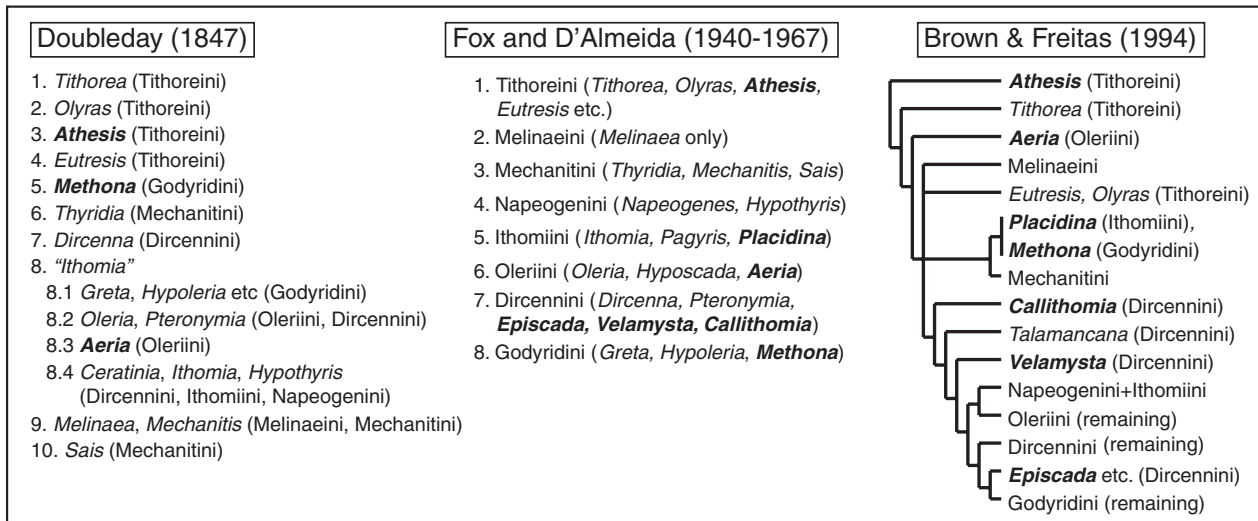 Doubleday (1847)
1. Tithorea (Tithoreini)
2. Olyras (Tithoreini)
3. Athesis (Tithoreini)
4. Eutresis (Tithoreini)
5. Methona (Godyridini)
6. Thyridia (Mechanitini)
7. Dircenna (Dircennini)
8. "Ithomia"
8.1 Greta, Hypoleria etc (Godyridini)
8.2 Oleria, Pteronymia (Oleriini, Dircennini)
8.3 Aeria (Oleriini)
8.4 Ceratinia, Ithomia, Hypothyris
(Dircennini, Ithomiini, Napeogenini)
9. Melinaea, Mechanitis (Melinaeini, Mechanitini)
10. Sais (Mechanitini)
Fox and D'Almeida (1940-1967)
1. Tithoreini (Tithorea, Olyras, Athesis,
Eutresis etc.)
2. Melinaeini (Melinaea only)
3. Mechanitini (Thyridia, Mechanitis, Sais)
4. Napeogenini (Napeogenes, Hypothyris)
5. Ithomiini (Ithomia, Pagyris, Placidina)
6. Oleriini (Oleria, Hyposcada, Aeria)
7. Dircennini (Dircenna, Pteronymia,
Episcada, Velamysta, Callithomia)
8. Godyridini (Greta, Hypoleria, Methona)
Brown & Freitas (1994)
Athesis (Tithoreini)
Tithorea (Tithoreini)
Aeria (Oleriini)
Melinaeini
Eutresis, Olyras (Tithoreini)
Placidina (Ithomiini),
Methona (Godyridini)
Mechanitini
Callithomia (Dircennini)
Talamancana (Dircennini)
Velamysta (Dircennini)
Napeogenini+Ithomiini
Oleriini (remaining)
Dircennini (remaining)
Episcada etc. (Dircennini)
Godyridini (remaining)